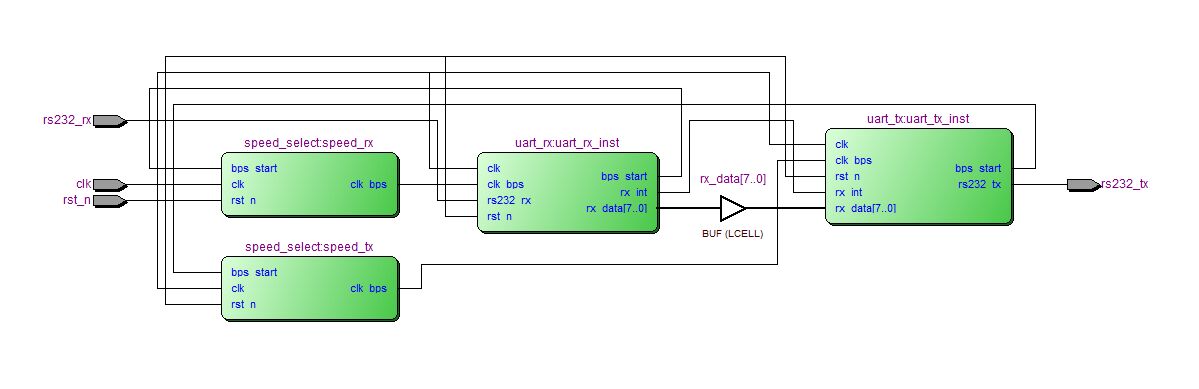 rs232_rx
clk
rst_n
speed_select:speed_rx
bps start
clk
rst n
clk bps
speed_select:speed_tx
bps start
clk
rst n
clk bps
uart_rx:uart_rx_inst
clk
clk bps
rs232 rx
rst n
bps start
rx int
rx data[7..0]
rx_data[7..0]
BUF (LCELL)
uart_tx:uart_tx_inst
clk
clk bps
rst n
rx int
rx data[7..0]
bps start
rs232 tx
rs232_tx